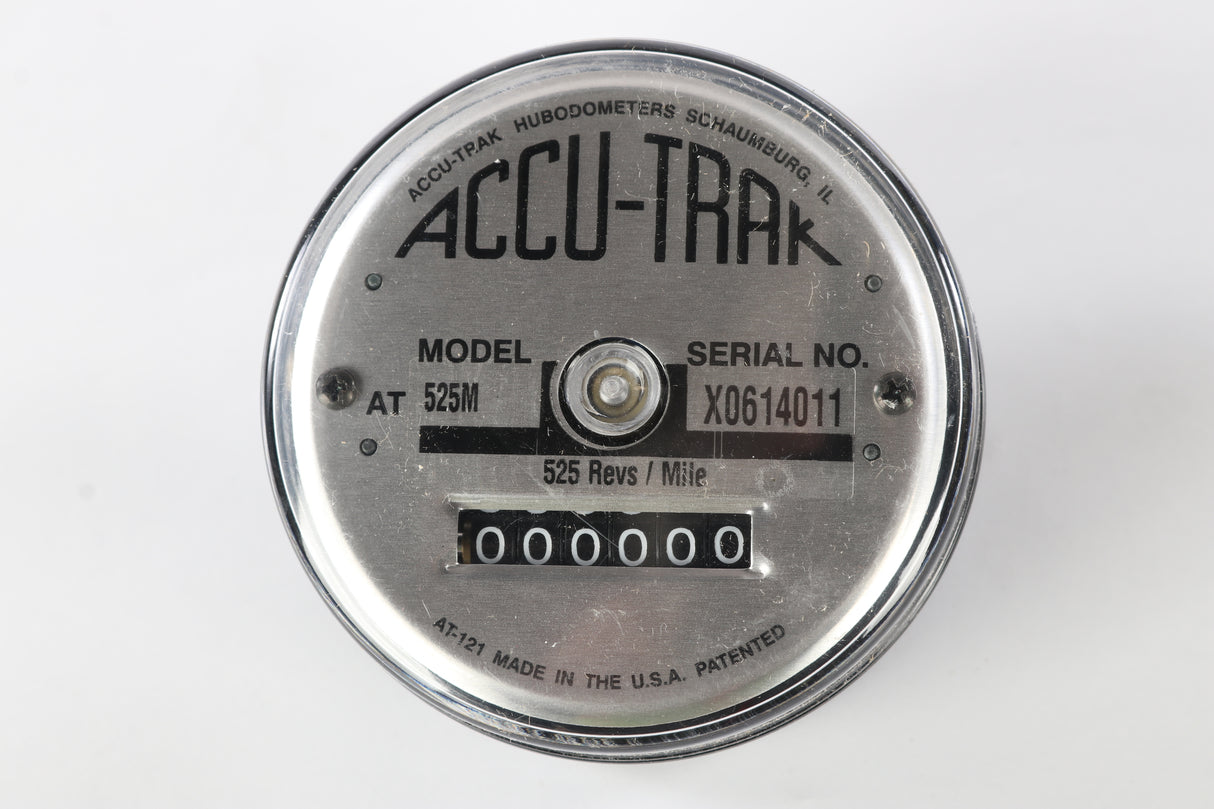 ACCU-TRAK HUBODOMETERS SCHAUMBURG, IL
ACCU-TRAK
MODEL SERIAL NO.
AT 525M X0614011
525 Revs / Mile
000000
AT-121 MADE IN THE U.S.A. PATENTED